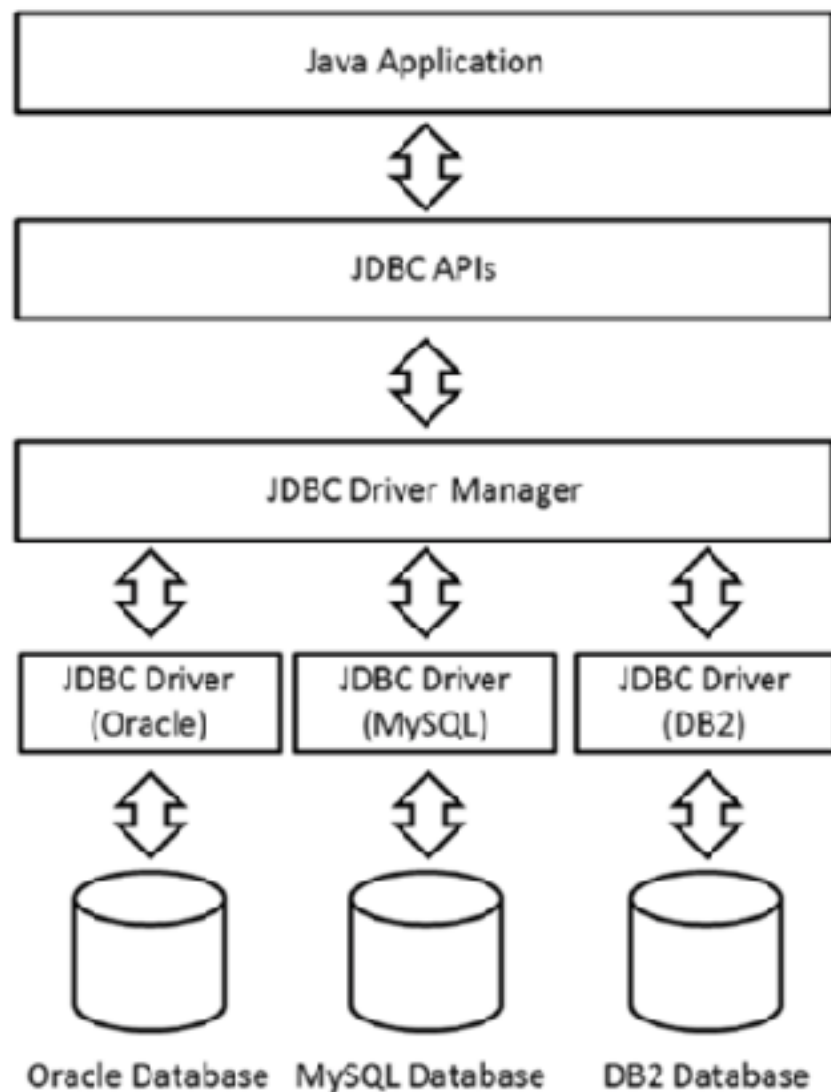 Java Application
JDBC APIs
JDBC Driver Manager
JDBC Driver
(Oracle)
JDBC Driver
(MySQL)
JDBC Driver
(DB2)
Oracle Database
MySQL Database
DB2 Database